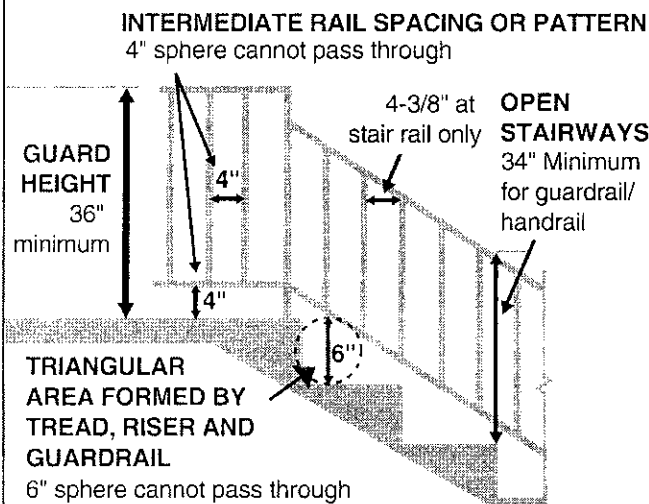 INTERMEDIATE RAIL SPACING OR PATTERN
4" sphere cannot pass through
4-3/8" at
stair rail only
OPEN
STAIRWAYS
34" Minimum
for guardrail/
handrail
GUARD
HEIGHT
36"
minimum
4"
4"
6"
TRIANGULAR
AREA FORMED BY
TREAD, RISER AND
GUARDRAIL
6" sphere cannot pass through